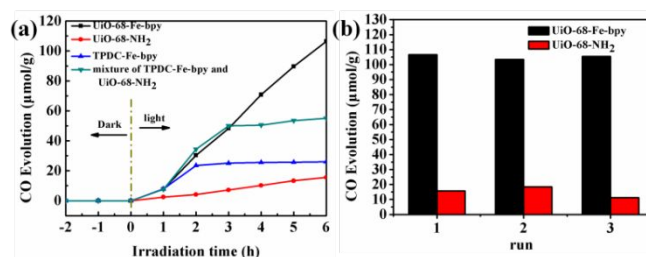 (a)
CO Evolution (μmol/g)
120
100
80
60
40
20
0
UiO-68-Fe-bpy
UiO-68-NH2
TPDC-Fe-bpy
mixture of TPDC-Fe-bpy and
UiO-68-NH2
Dark
light
-2 -1 0 1 2 3 4 5 6
Irradiation time (h)
(b)
CO Evolution (μmol/g)
130
120
110
100
90
80
70
60
50
40
30
20
10
0
UiO-68-Fe-bpy
UiO-68-NH2
1 2 3
run